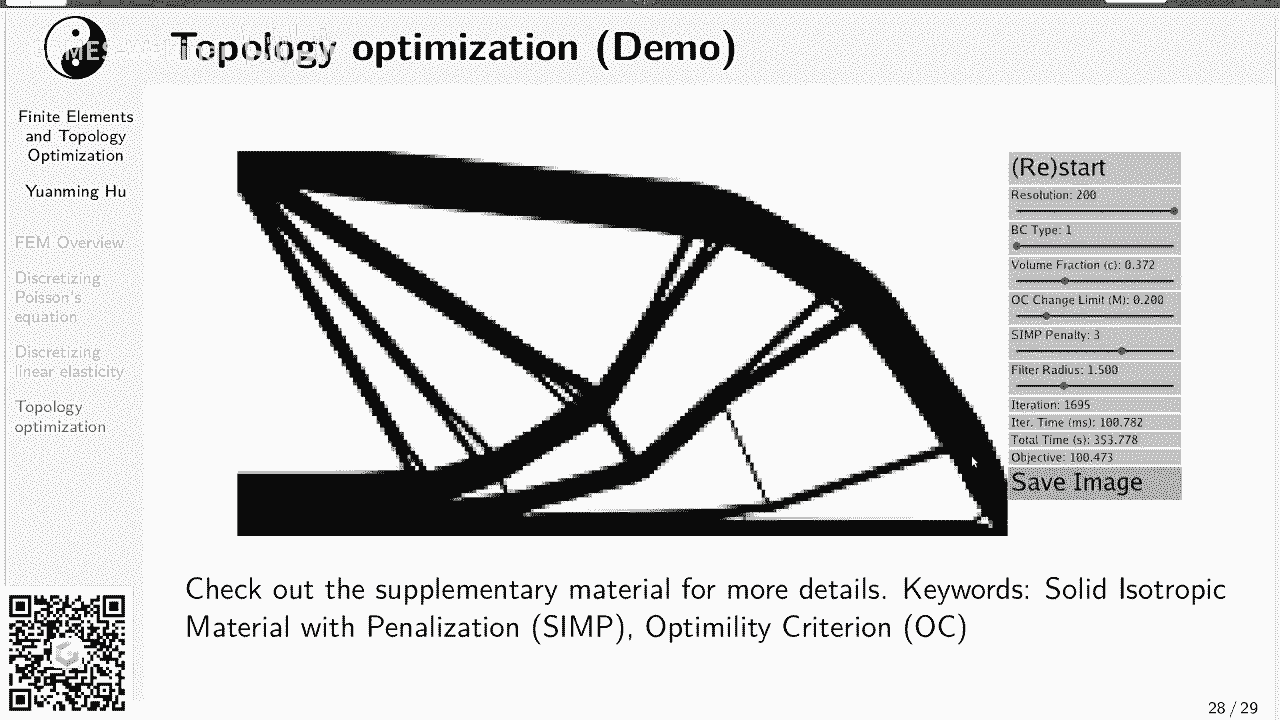 Topology optimization (Demo)
Finite Elements
and Topology
Optimization
Yuanming Hu
FEM Overview
Discretizing
Poisson's
equation
Discretizing
linear elasticity
Topology
optimization
(Re)start
Resolution: 200
BC Type: 1
Volume Fraction (c): 0.372
OC Change Limit (M): 0.200
SIMP Penalty: 3
Filter Radius: 1.500
Iteration: 1695
Iter. Time (ms): 100.782
Total Time (s): 353.778
Objective: 100.473
Save Image
Check out the supplementary material for more details. Keywords: Solid Isotropic
Material with Penalization (SIMP), Optimility Criterion (OC)
28 / 29